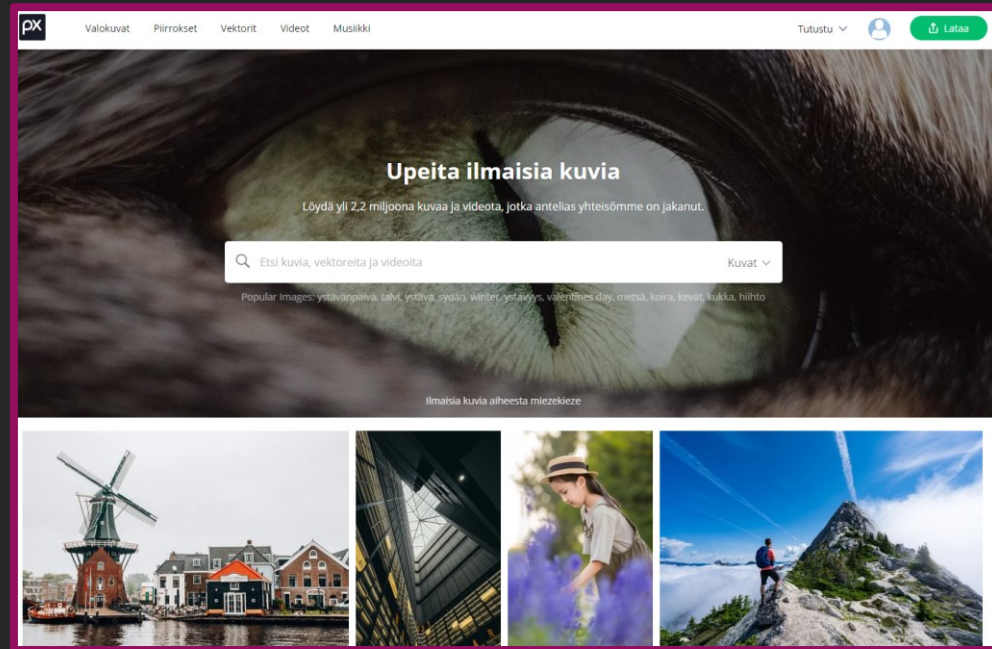 px
Valokuvat Piirrokset Vektorit Videot Musiikki
Tutustu
Lataa
Upeita ilmaisia kuvia
Löydä yli 2,2 miljoona kuvaa ja videota, jotka antelias yhteisömme on jakanut.
Etsi kuvia, vektoreita ja videoita
Kuvat
Popular Images: ystävänpäivä, talvi, ystävä, sydän, winter, ystävyys, valentines day, metsä, koira, kevät, kukka, hiihto
Ilmaisia kuvia aiheesta miezekieze